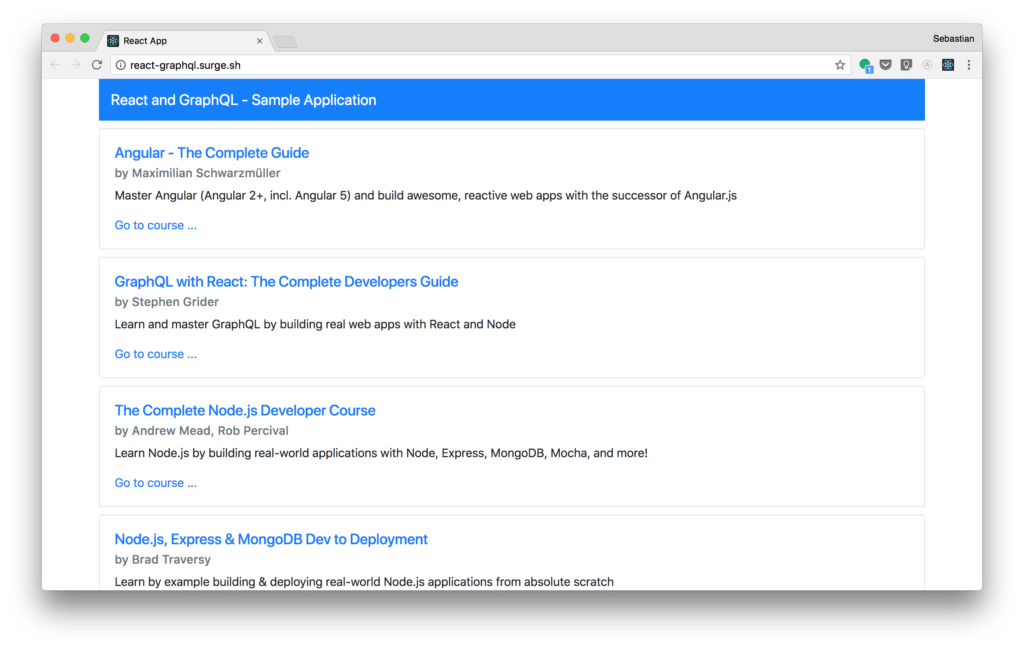 React App
Sebastian
react-graphql.surge.sh
1
React and GraphQL - Sample Application
Angular - The Complete Guide
by Maximilian Schwarzmüller
Master Angular (Angular 2+, incl. Angular 5) and build awesome, reactive web apps with the successor of Angular.js
Go to course ...
GraphQL with React: The Complete Developers Guide
by Stephen Grider
Learn and master GraphQL by building real web apps with React and Node
Go to course ...
The Complete Node.js Developer Course
by Andrew Mead, Rob Percival
Learn Node.js by building real-world applications with Node, Express, MongoDB, Mocha, and more!
Go to course ...
Node.js, Express & MongoDB Dev to Deployment
by Brad Traversy
Learn by example building & deploying real-world Node.js applications from absolute scratch